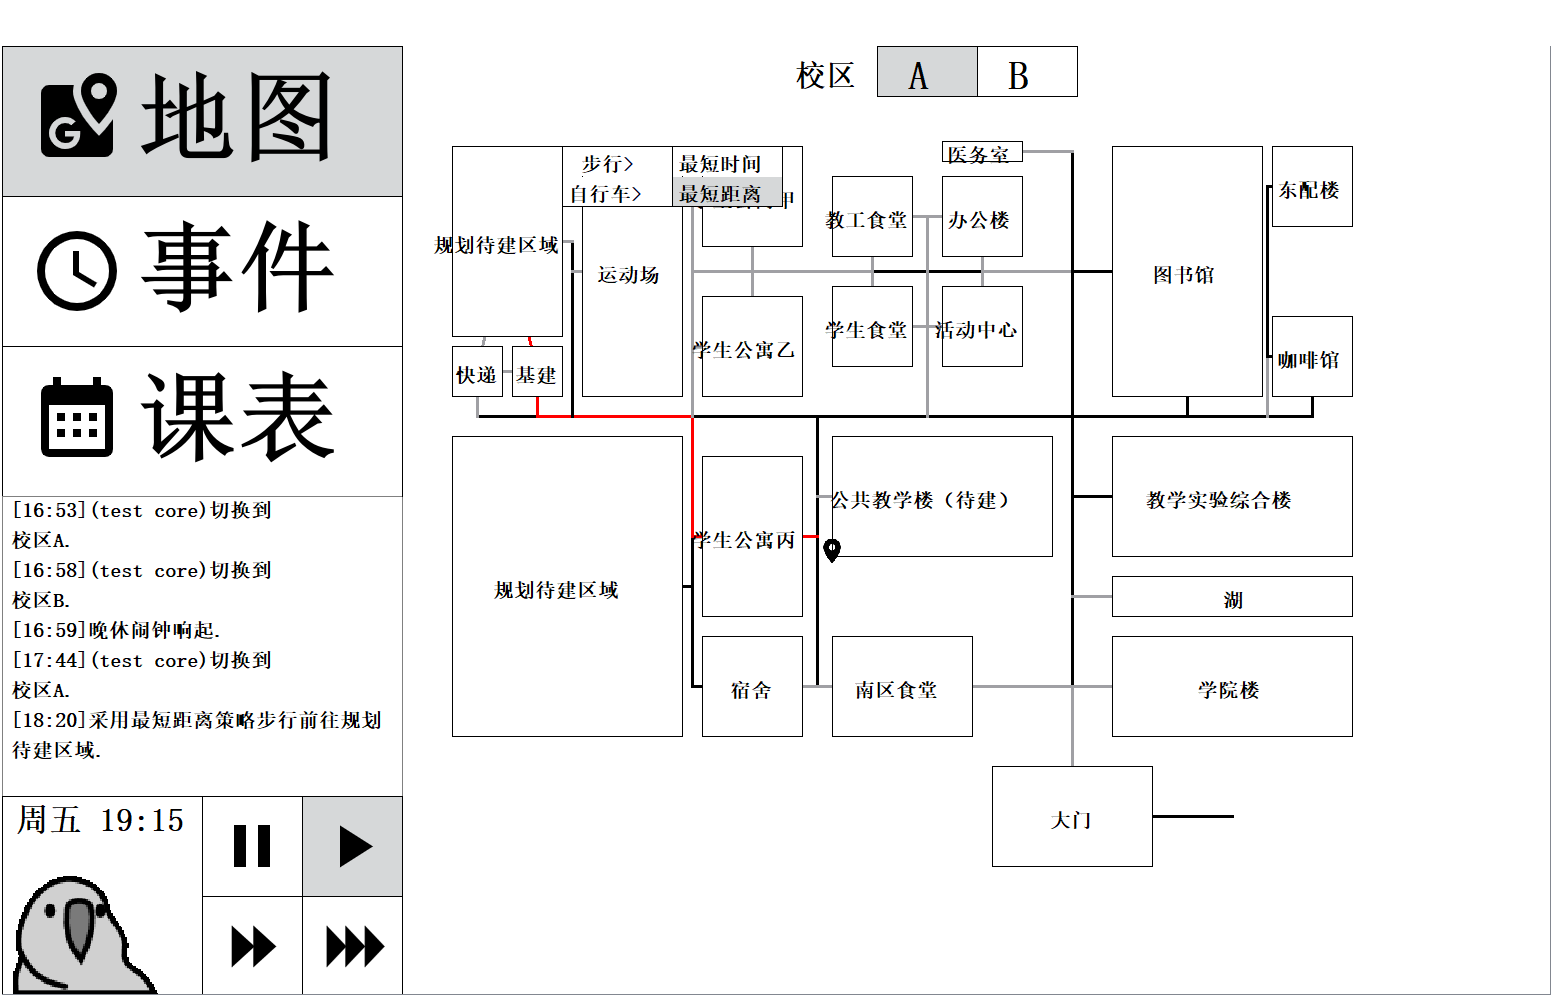 地图
事件
课表
[16:53](test core)切换到
校区A.
[16:58](test core)切换到
校区B.
[16:59]晚休闹钟响起.
[17:44](test core)切换到
校区A.
[18:20]采用最短距离策略步行前往规划
待建区域.
周五 19:15
校区 A B
医务室
步行> 最短时间
自行车> 最短距离
甲
东配楼
教工食堂 办公楼
规划待建区域
运动场
图书馆
学生食堂 活动中心
学生公寓乙
咖啡馆
快递 基建
公共教学楼（待建）
教学实验综合楼
学生公寓丙
规划待建区域
湖
宿舍 南区食堂 学院楼
大门